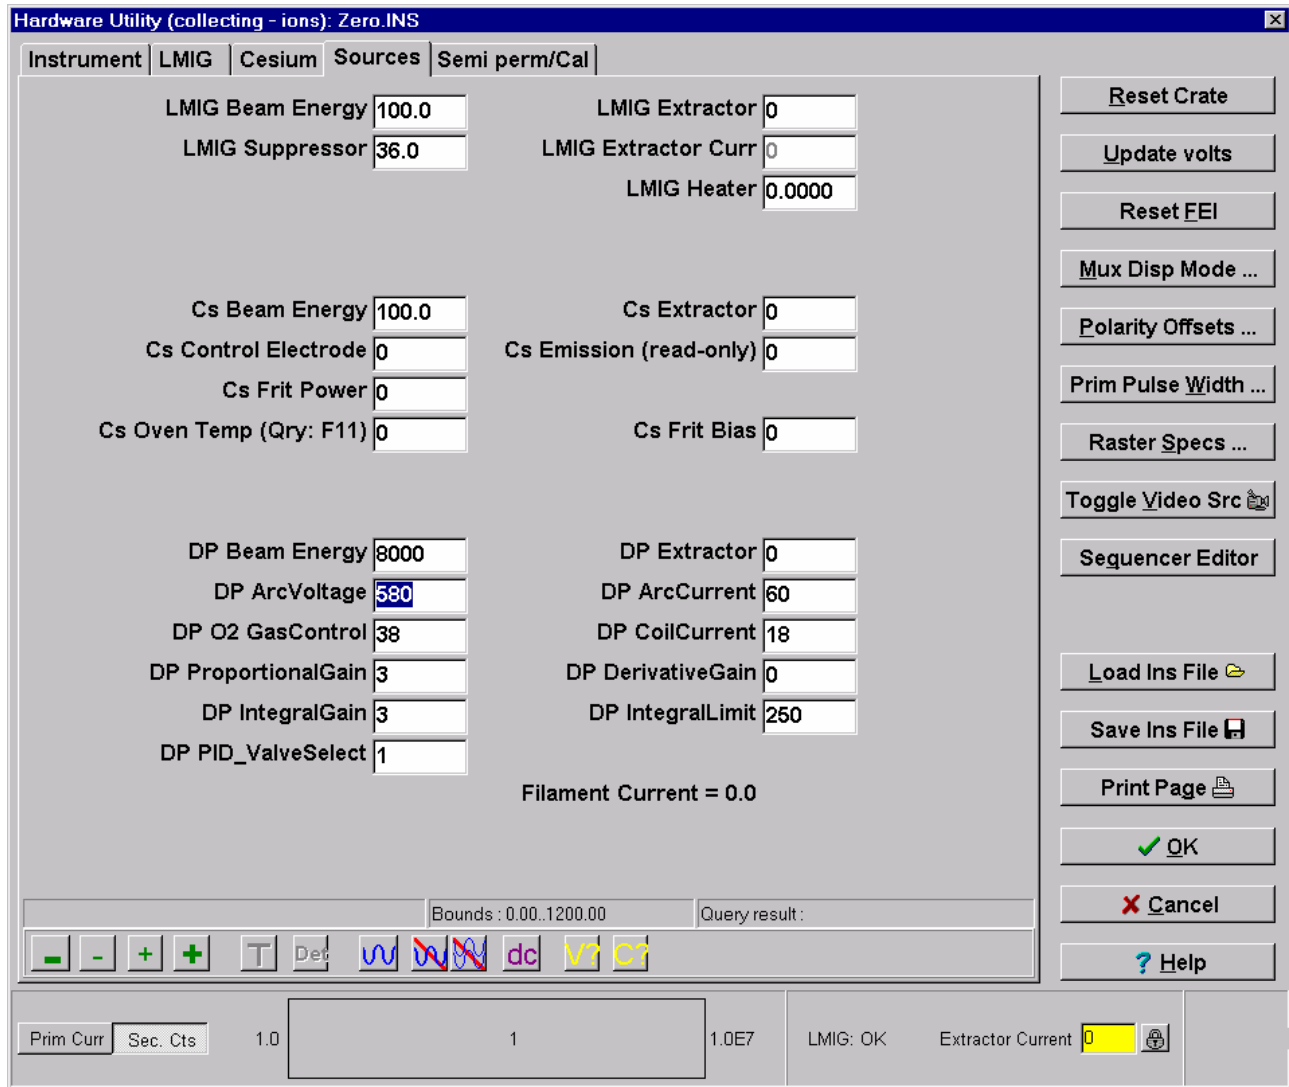 Hardware Utility (collecting - ions): Zero.INS
Instrument LMIG Cesium Sources Semi perm/Cal
LMIG Beam Energy 100.0 LMIG Extractor 0
LMIG Suppressor 36.0 LMIG Extractor Curr 0
LMIG Heater 0.0000
Cs Beam Energy 100.0 Cs Extractor 0
Cs Control Electrode 0 Cs Emission (read-only) 0
Cs Frit Power 0
Cs Oven Temp (Qry: F11) 0 Cs Frit Bias 0
DP Beam Energy 8000 DP Extractor 0
DP ArcVoltage 580 DP ArcCurrent 60
DP O2 GasControl 38 DP CoilCurrent 18
DP ProportionalGain 3 DP DerivativeGain 0
DP IntegralGain 3 DP IntegralLimit 250
DP PID_ValveSelect 1
Filament Current = 0.0
Bounds : 0.00..1200.00 Query result :
- - + + T Det dc V? C?
Reset Crate
Update volts
Reset FEI
Mux Disp Mode ...
Polarity Offsets ...
Prim Pulse Width ...
Raster Specs ...
Toggle Video Src
Sequencer Editor
Load Ins File
Save Ins File
Print Page
OK
Cancel
? Help
Prim Curr Sec. Cts 1.0 1 1.0E7 LMIG: OK Extractor Current 0